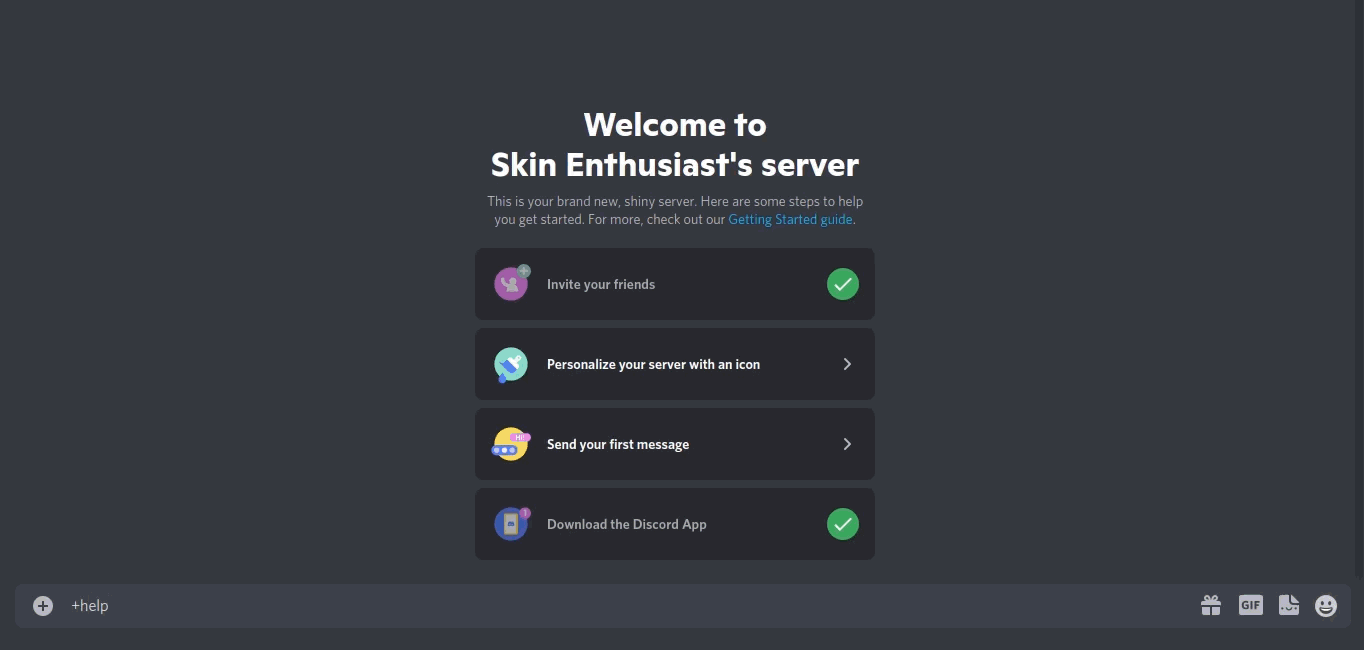 Welcome to
Skin Enthusiast's server
This is your brand new, shiny server. Here are some steps to help
you get started. For more, check out our Getting Started guide.
Invite your friends
Personalize your server with an icon
HI!
Send your first message
1
Download the Discord App
+help
GIF